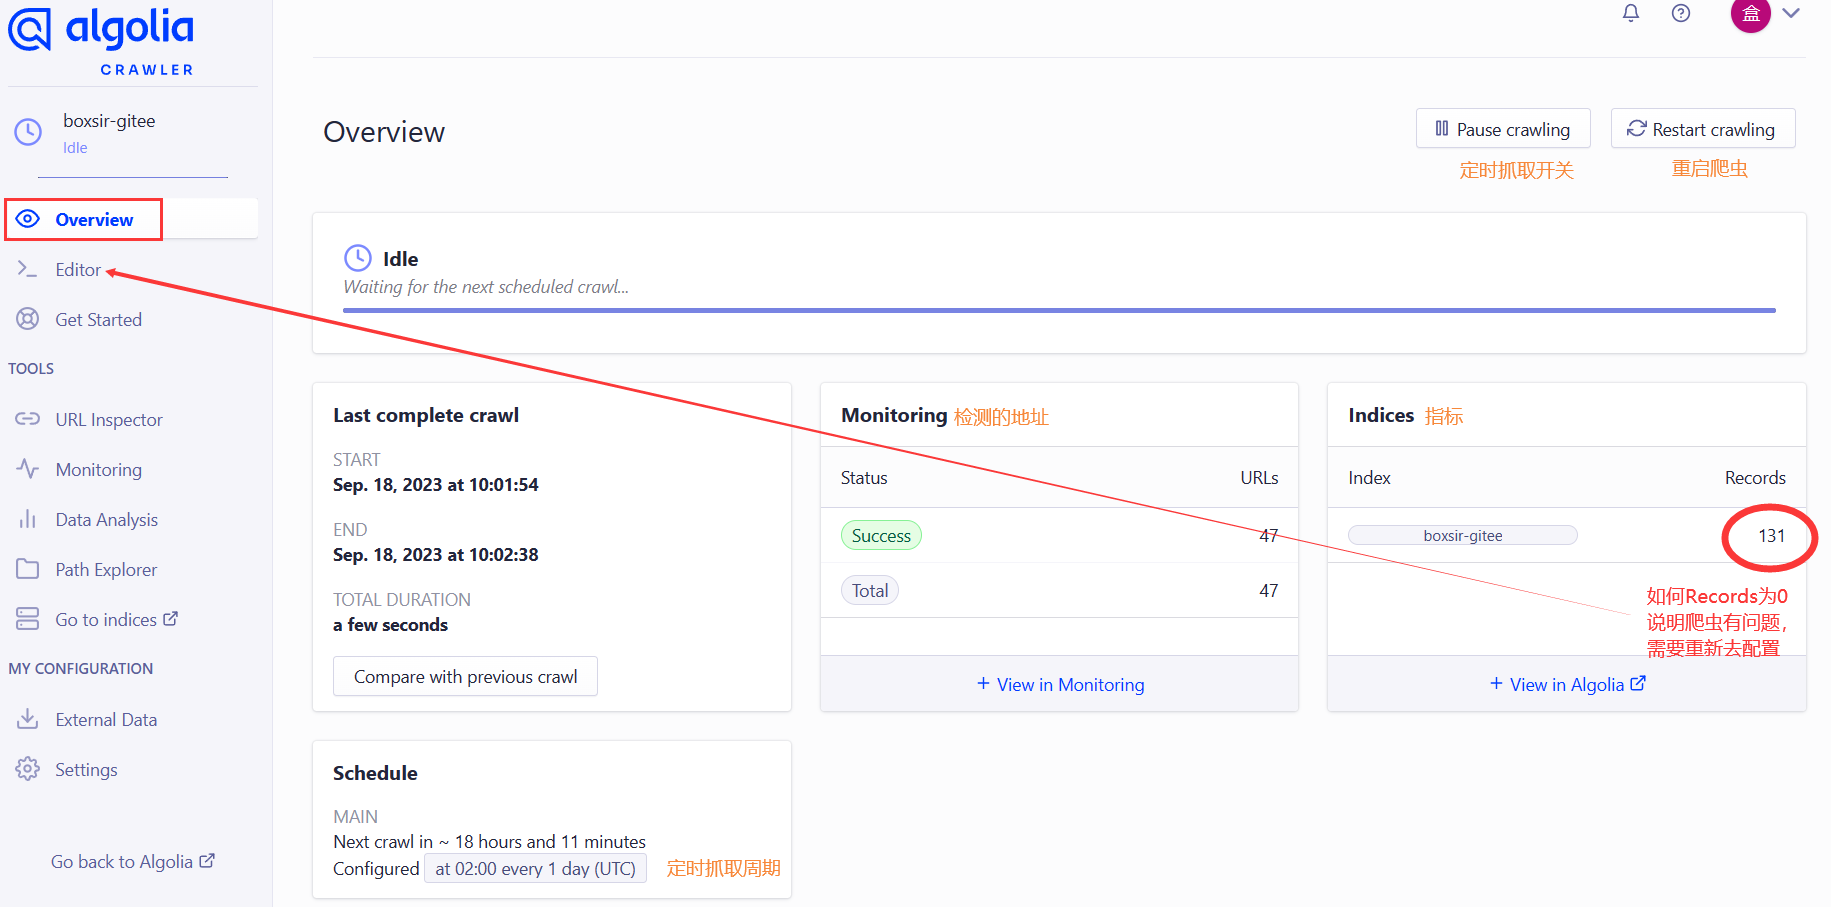 algolia
CRAWLER
boxsir-gitee
Idle
Overview
Editor
Get Started
TOOLS
URL Inspector
Monitoring
Data Analysis
Path Explorer
Go to indices
MY CONFIGURATION
External Data
Settings
Go back to Algolia
盒
Overview
Pause crawling
Restart crawling
定时抓取开关
重启爬虫
Idle
Waiting for the next scheduled crawl...
Last complete crawl
START
Sep. 18, 2023 at 10:01:54
END
Sep. 18, 2023 at 10:02:38
TOTAL DURATION
a few seconds
Compare with previous crawl
Monitoring 检测的地址
Status URLs
Success 47
Total 47
+ View in Monitoring
Indices 指标
Index Records
boxsir-gitee 131
如何Records为0
说明爬虫有问题，
需要重新去配置
+ View in Algolia
Schedule
MAIN
Next crawl in ~ 18 hours and 11 minutes
Configured at 02:00 every 1 day (UTC) 定时抓取周期